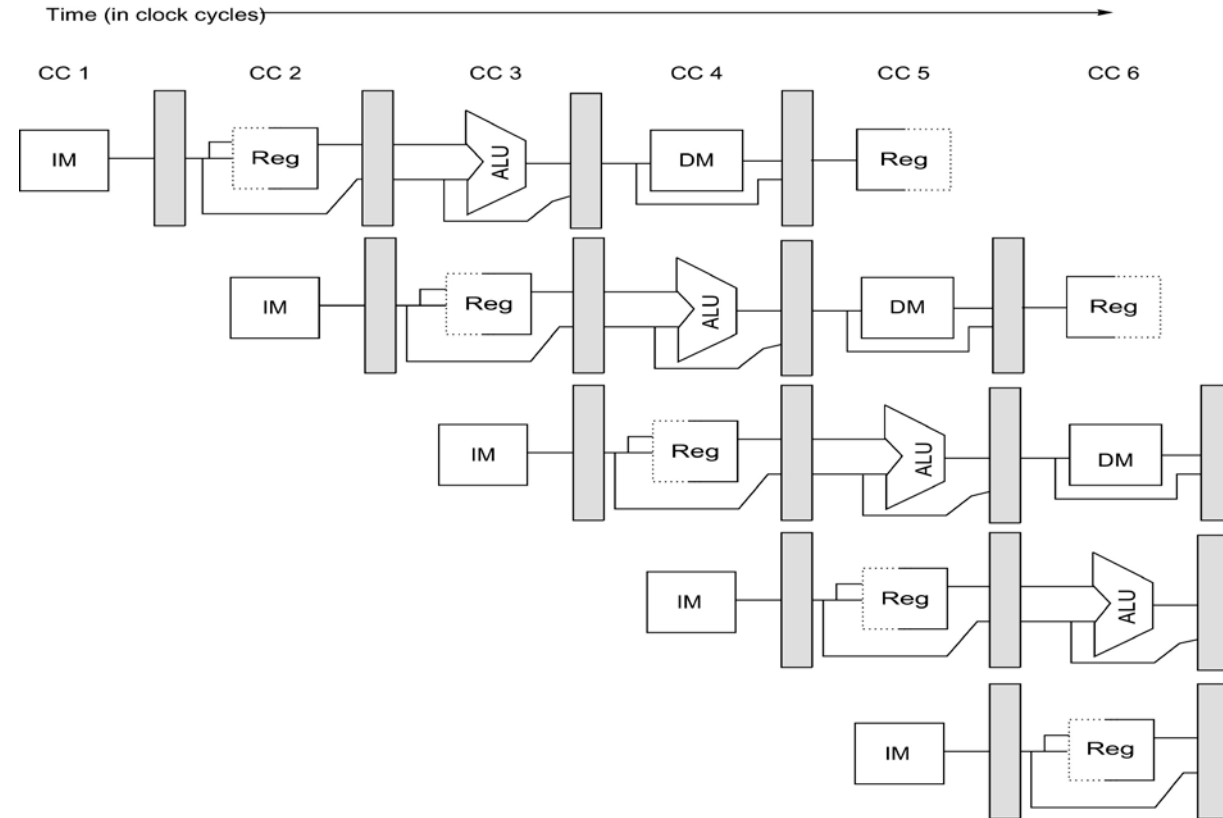 Time (in clock cycles)
CC 1 CC 2 CC 3 CC 4 CC 5 CC 6
IM Reg ALU DM Reg
IM Reg ALU DM Reg
IM Reg ALU DM
IM Reg ALU
IM Reg